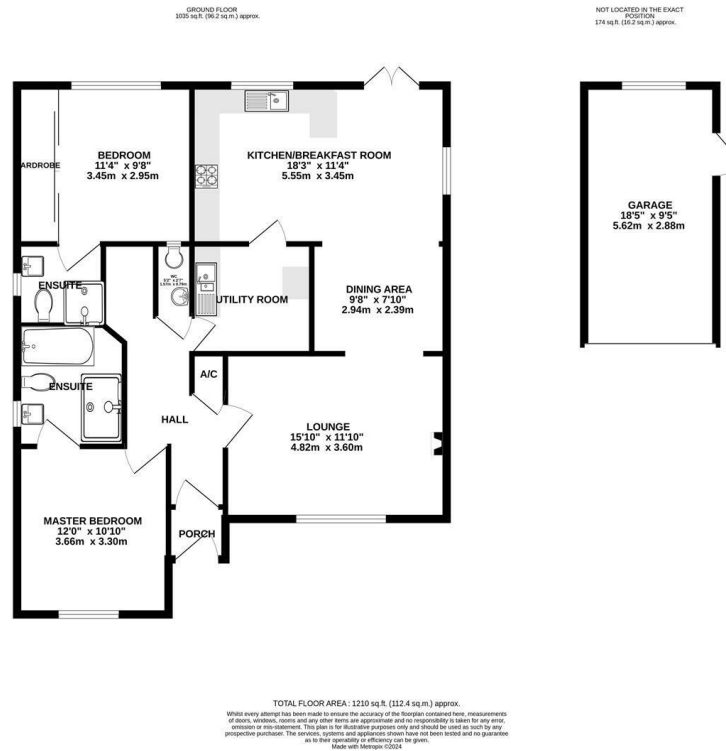 GROUND FLOOR
1035 sq.ft. (96.2 sq.m.) approx.
NOT LOCATED IN THE EXACT
POSITION
174 sq.ft. (16.2 sq.m.) approx.
ARDROBE
BEDROOM
11'4" x 9'8"
3.45m x 2.95m
KITCHEN/BREAKFAST ROOM
18'3" x 11'4"
5.55m x 3.45m
GARAGE
18'5" x 9'5"
5.62m x 2.88m
ENSUITE
WC
UTILITY ROOM
DINING AREA
9'8" x 7'10"
2.94m x 2.39m
ENSUITE
A/C
HALL
LOUNGE
15'10" x 11'10"
4.82m x 3.60m
MASTER BEDROOM
12'0" x 10'10"
3.66m x 3.30m
PORCH
TOTAL FLOOR AREA : 1210 sq.ft. (112.4 sq.m.) approx.
Whilst every attempt has been made to ensure the accuracy of the floorplan contained here, measurements
of doors, windows, rooms and any other items are approximate and no responsibility is taken for any error,
omission or mis-statement. This plan is for illustrative purposes only and should be used as such by any
prospective purchaser. The services, systems and appliances shown have not been tested and no guarantee
as to their operability or efficiency can be given.
Made with Metropix ©2024